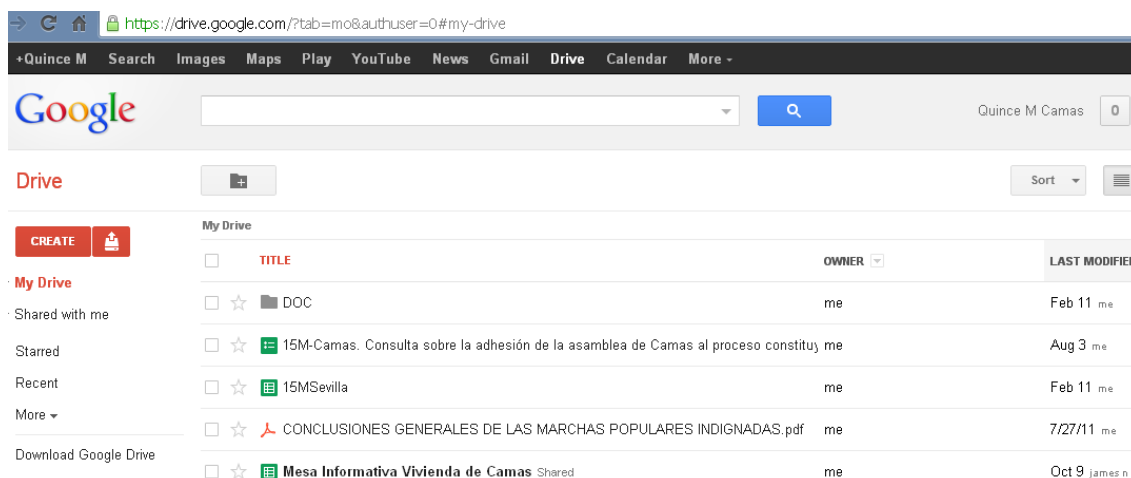 https://drive.google.com/?tab=mo&authuser=0#my-drive
+Quince M Search Images Maps Play YouTube News Gmail Drive Calendar More
Google
Quince M Camas 0
Drive
Sort
CREATE
My Drive
Shared with me
Starred
Recent
More
Download Google Drive
My Drive
TITLE OWNER LAST MODIFIE
DOC me Feb 11 me
15M-Camas. Consulta sobre la adhesión de la asamblea de Camas al proceso constituy me Aug 3 me
15MSevilla me Feb 11 me
CONCLUSIONES GENERALES DE LAS MARCHAS POPULARES INDIGNADAS.pdf me 7/27/11 me
Mesa Informativa Vivienda de Camas Shared me Oct 9 james n